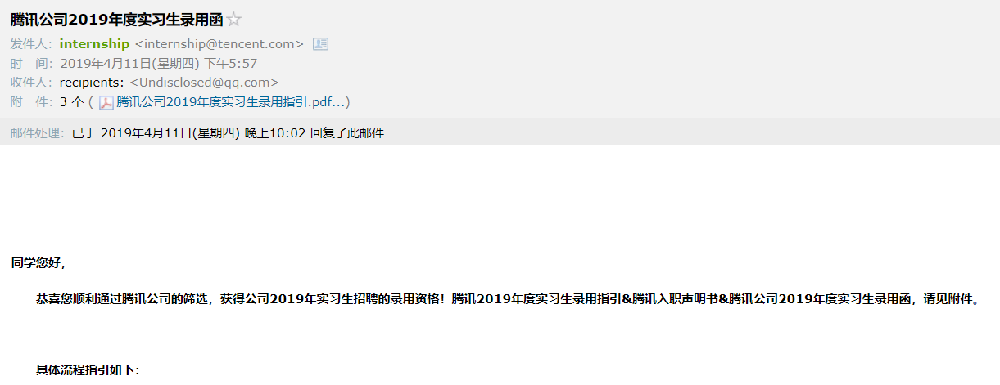 腾讯公司2019年度实习生录用函☆
发件人：internship <internship@tencent.com>
时　间：2019年4月11日(星期四) 下午5:57
收件人：recipients: <Undisclosed@qq.com>
附　件：3 个 ( 腾讯公司2019年度实习生录用指引.pdf...)
邮件处理：已于 2019年4月11日(星期四) 晚上10:02 回复了此邮件
同学您好，
恭喜您顺利通过腾讯公司的筛选，获得公司2019年实习生招聘的录用资格！腾讯2019年度实习生录用指引&腾讯入职声明书&腾讯公司2019年度实习生录用函，请见附件。
具体流程指引如下：